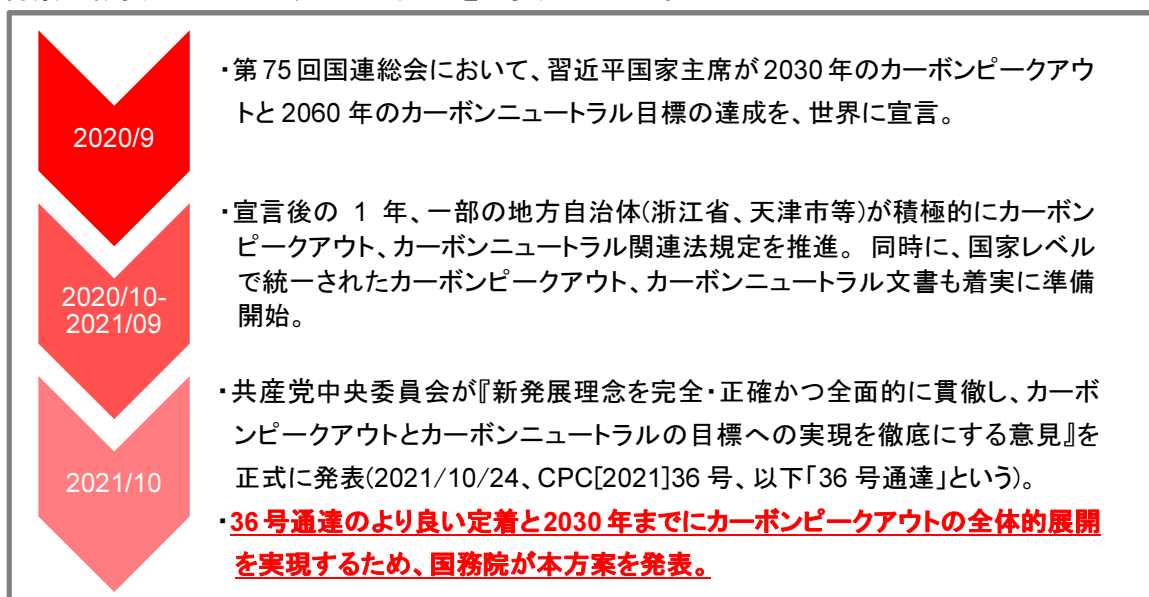 2020/9
・第75回国連総会において、習近平国家主席が2030年のカーボンピークアウ
トと2060年のカーボンニュートラル目標の達成を、世界に宣言。
2020/10-
2021/09
・宣言後の 1 年、一部の地方自治体(浙江省、天津市等)が積極的にカーボン
ピークアウト、カーボンニュートラル関連法規定を推進。 同時に、国家レベル
で統一されたカーボンピークアウト、カーボンニュートラル文書も着実に準備
開始。
2021/10
・共産党中央委員会が『新発展理念を完全・正確かつ全面的に貫徹し、カーボ
ンピークアウトとカーボンニュートラルの目標への実現を徹底にする意見』を
正式に発表(2021/10/24、CPC[2021]36号、以下「36号通達」という)。
・36号通達のより良い定着と2030年までにカーボンピークアウトの全体的展開
を実現するため、国務院が本方案を発表。